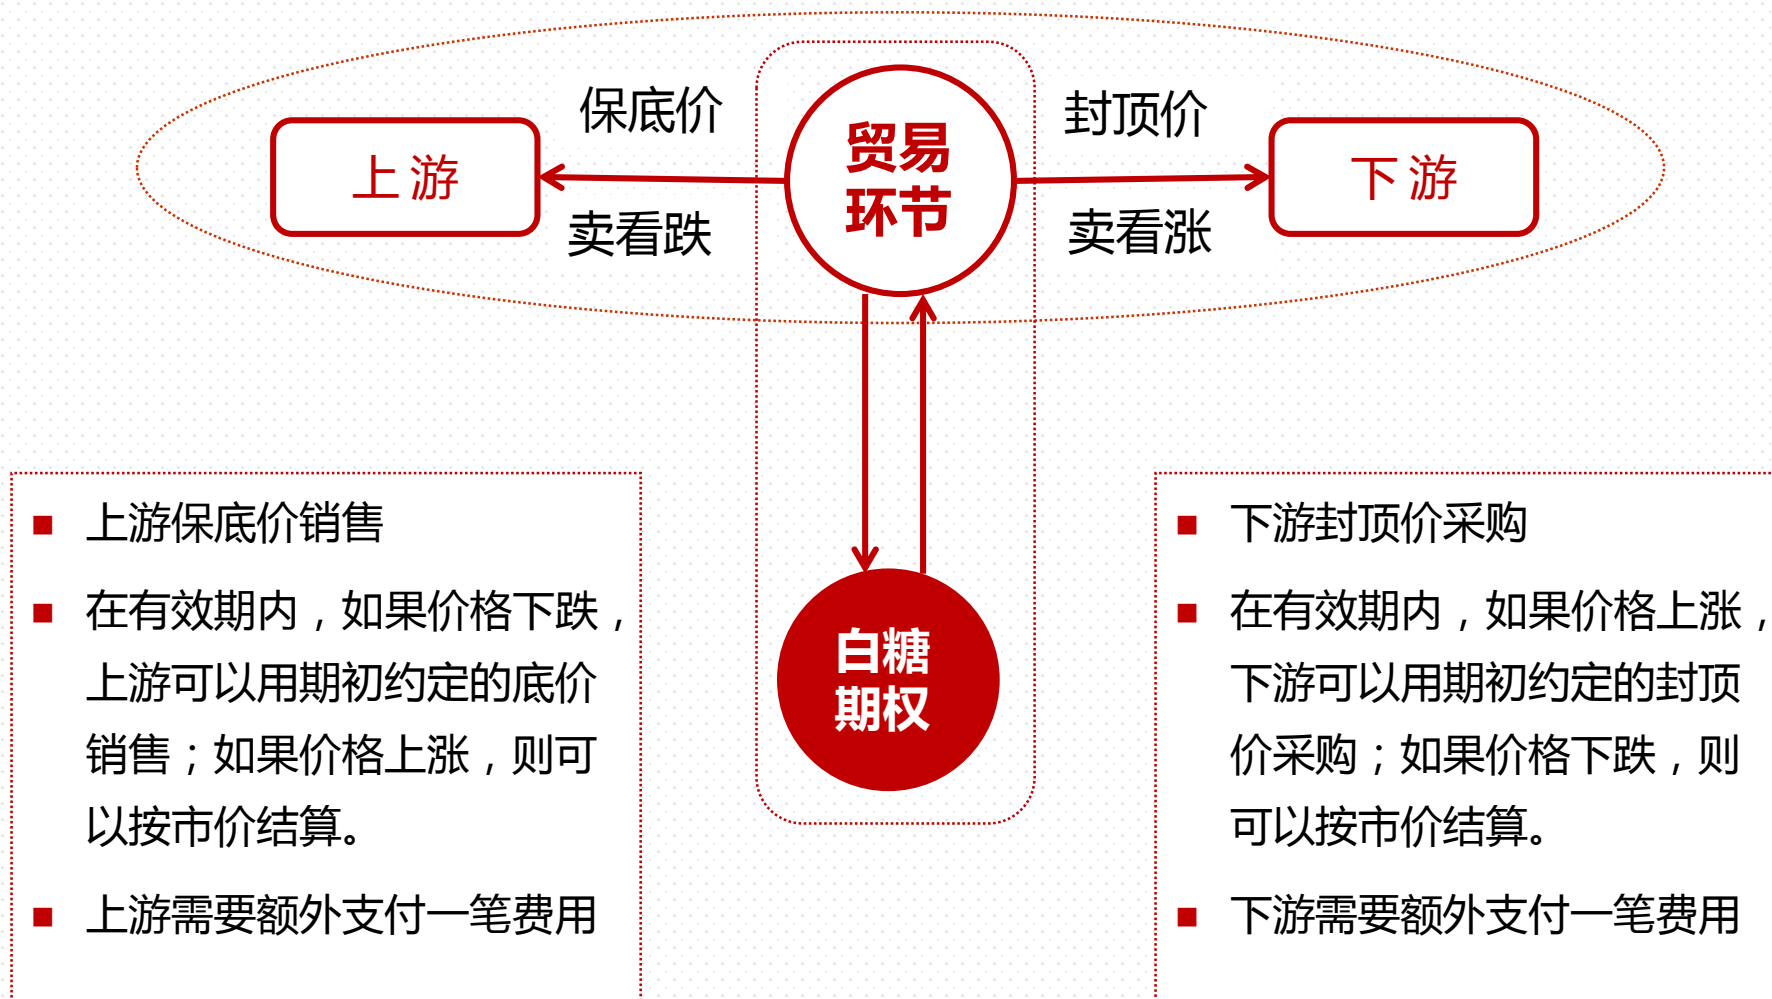 保底价
封顶价
贸易
环节
上游
下游
卖看跌
卖看涨
白糖
期权
■ 上游保底价销售
■ 在有效期内，如果价格下跌，
上游可以用期初约定的底价
销售；如果价格上涨，则可
以按市价结算。
■ 上游需要额外支付一笔费用
■ 下游封顶价采购
■ 在有效期内，如果价格上涨，
下游可以用期初约定的封顶
价采购；如果价格下跌，则
可以按市价结算。
■ 下游需要额外支付一笔费用